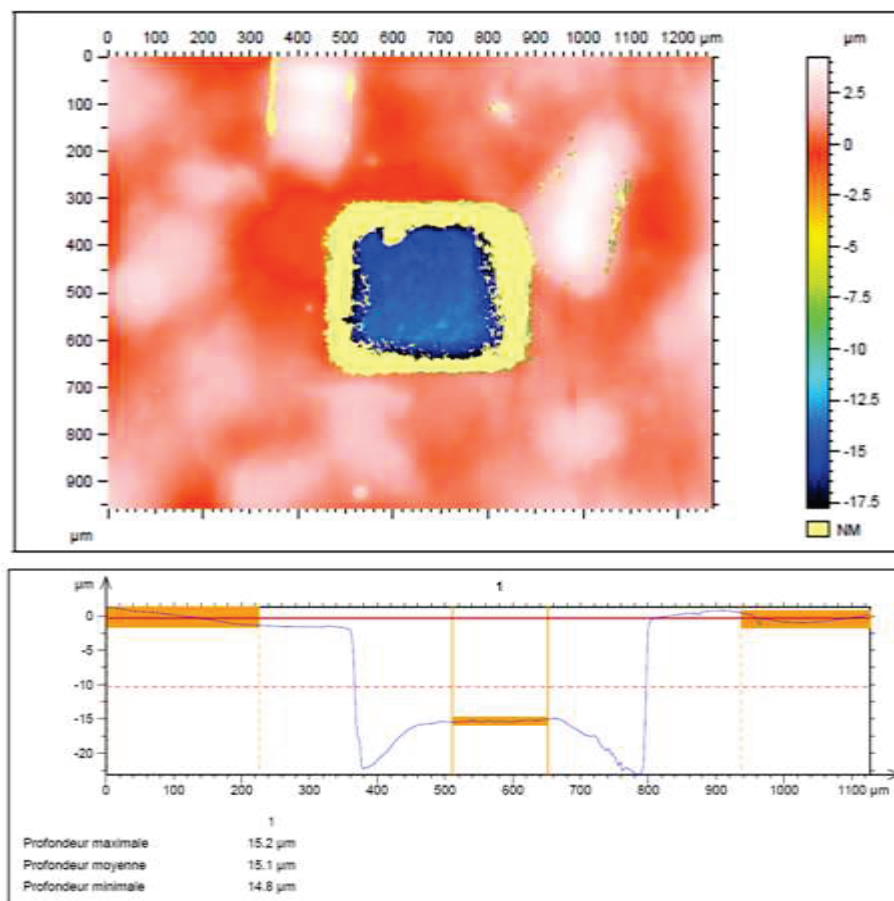 0 100 200 300 400 500 600 700 800 900 1000 1100 1200 µm
µm
0
100
200
300
400
500
600
700
800
900
µm
2.5
0
-2.5
-5
-7.5
-10
-12.5
-15
-17.5
NM
µm
1
0
-5
-10
-15
-20
0 100 200 300 400 500 600 700 800 900 1000 1100 µm
1
Profondeur maximale 15.2 µm
Profondeur moyenne 15.1 µm
Profondeur minimale 14.8 µm